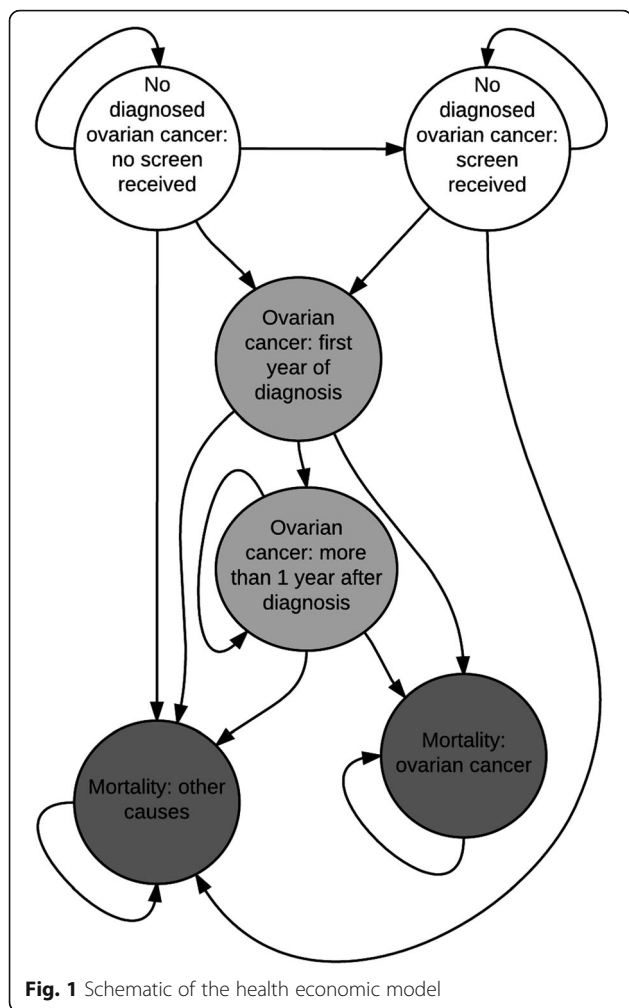 No
diagnosed
ovarian cancer:
no screen
received
No
diagnosed
ovarian cancer:
screen
received
Ovarian
cancer: first
year of
diagnosis
Ovarian
cancer: more
than 1 year after
diagnosis
Mortality: other
causes
Mortality:
ovarian cancer
Fig. 1 Schematic of the health economic model